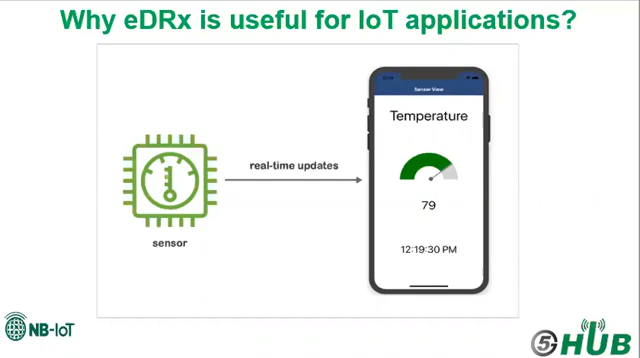 Why eDRx is useful for IoT applications?
Sensor View
Temperature
real-time updates
79
sensor
12:19:30 PM
NB-IoT
5G HUB